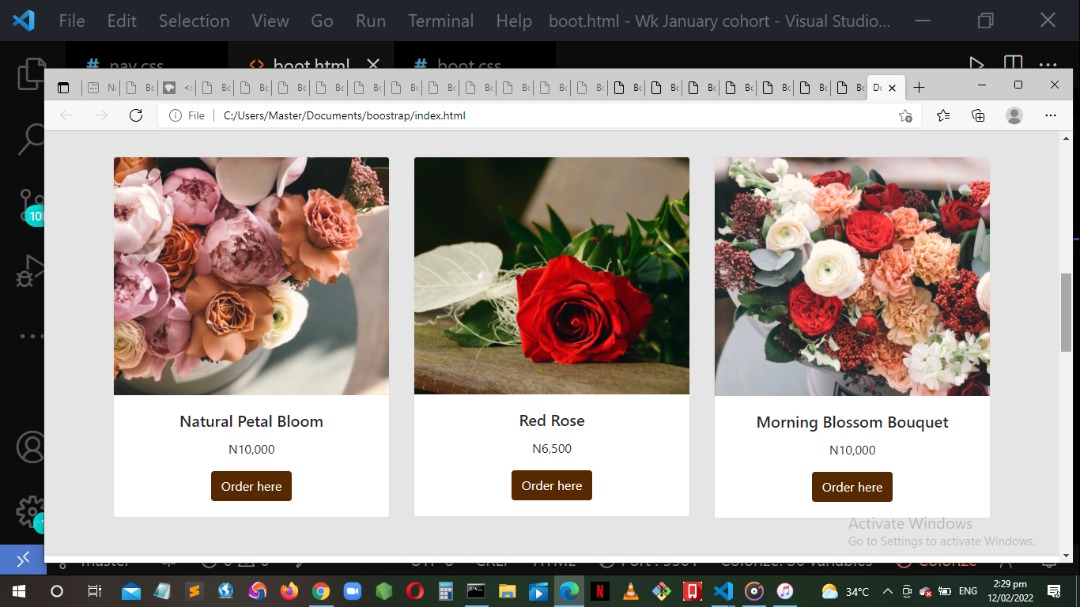 File Edit Selection View Go Run Terminal Help boot.html - Wk January cohort - Visual Studio...
nav.css boot.html boot.css
File C:/Users/Master/Documents/boostrap/index.html
Natural Petal Bloom
N10,000
Order here
Red Rose
N6,500
Order here
Morning Blossom Bouquet
N10,000
Order here
Activate Windows
Go to Settings to activate Windows.
34°C ENG 2:29 pm
12/02/2022